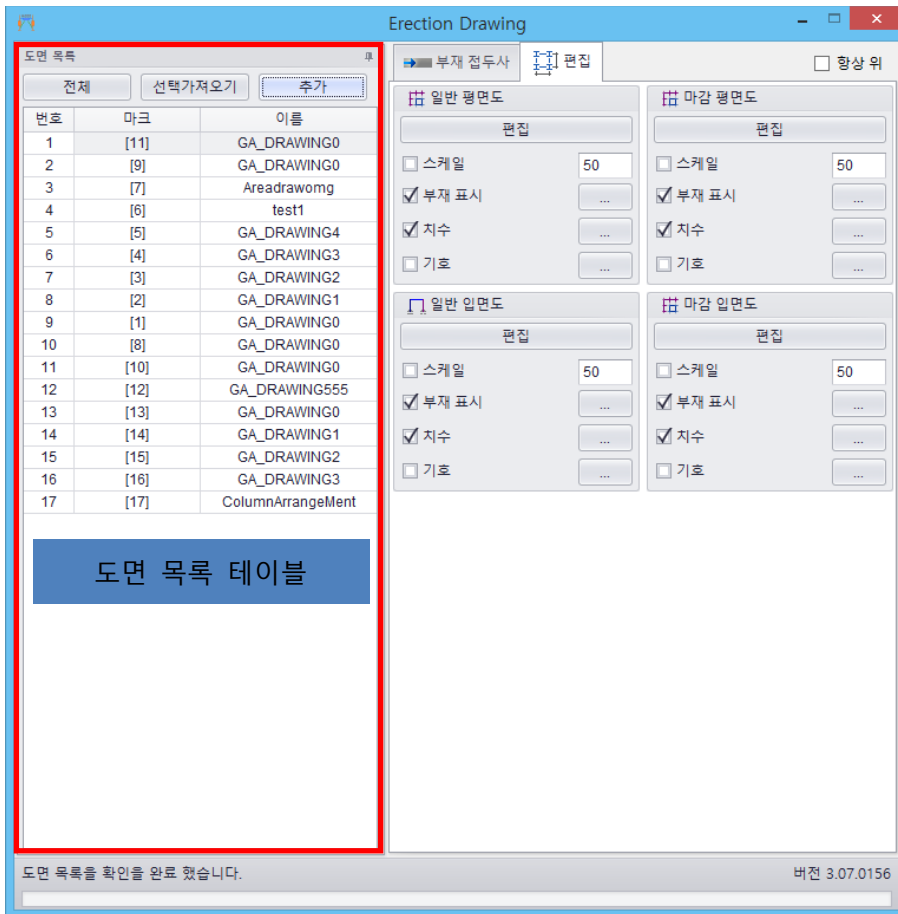 Erection Drawing
도면 목록
전체 선택가져오기 추가
번호 마크 이름
1 [11] GA_DRAWING0
2 [9] GA_DRAWING0
3 [7] Areadrawomg
4 [6] test1
5 [5] GA_DRAWING4
6 [4] GA_DRAWING3
7 [3] GA_DRAWING2
8 [2] GA_DRAWING1
9 [1] GA_DRAWING0
10 [8] GA_DRAWING0
11 [10] GA_DRAWING0
12 [12] GA_DRAWING555
13 [13] GA_DRAWING0
14 [14] GA_DRAWING1
15 [15] GA_DRAWING2
16 [16] GA_DRAWING3
17 [17] ColumnArrangeMent
도면 목록 테이블
부재 접두사 편집 항상 위
일반 평면도
편집
스케일 50
부재 표시 ...
치수 ...
기호 ...
마감 평면도
편집
스케일 50
부재 표시 ...
치수 ...
기호 ...
일반 입면도
편집
스케일 50
부재 표시 ...
치수 ...
기호 ...
마감 입면도
편집
스케일 50
부재 표시 ...
치수 ...
기호 ...
도면 목록을 확인을 완료 했습니다. 버전 3.07.0156